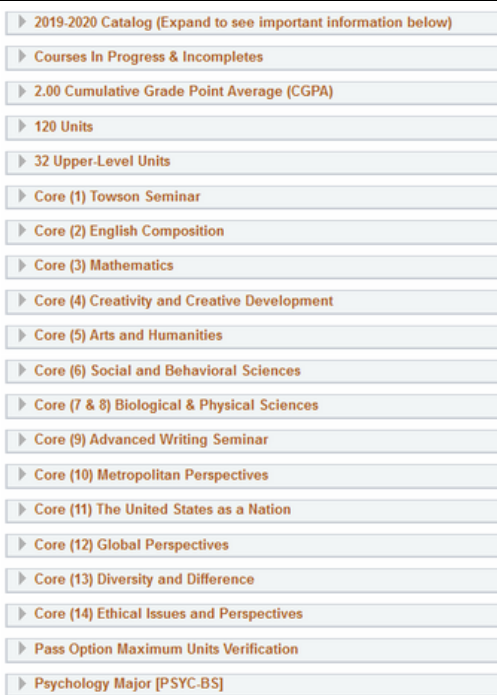 2019-2020 Catalog (Expand to see important information below)
Courses In Progress & Incompletes
2.00 Cumulative Grade Point Average (CGPA)
120 Units
32 Upper-Level Units
Core (1) Towson Seminar
Core (2) English Composition
Core (3) Mathematics
Core (4) Creativity and Creative Development
Core (5) Arts and Humanities
Core (6) Social and Behavioral Sciences
Core (7 & 8) Biological & Physical Sciences
Core (9) Advanced Writing Seminar
Core (10) Metropolitan Perspectives
Core (11) The United States as a Nation
Core (12) Global Perspectives
Core (13) Diversity and Difference
Core (14) Ethical Issues and Perspectives
Pass Option Maximum Units Verification
Psychology Major [PSYC-BS]